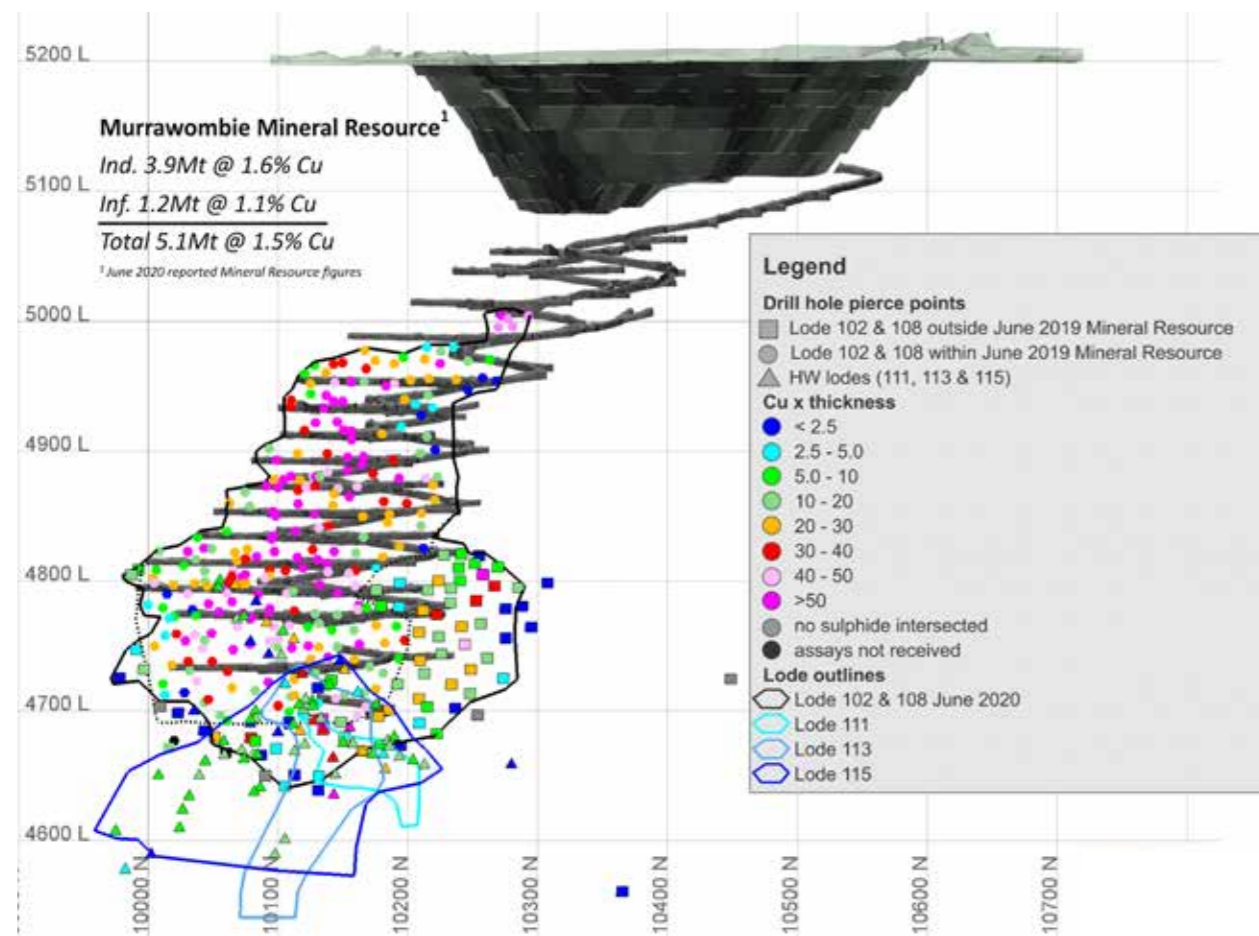 5200 L
Murrawombie Mineral Resource¹
Ind. 3.9Mt @ 1.6% Cu
Inf. 1.2Mt @ 1.1% Cu
Total 5.1Mt @ 1.5% Cu
¹ June 2020 reported Mineral Resource figures
5100 L
5000 L
4900 L
4800 L
4700 L
4600 L
Legend
Drill hole pierce points
Lode 102 & 108 outside June 2019 Mineral Resource
Lode 102 & 108 within June 2019 Mineral Resource
HW lodes (111, 113 & 115)
Cu x thickness
< 2.5
2.5 - 5.0
5.0 - 10
10 - 20
20 - 30
30 - 40
40 - 50
>50
no sulphide intersected
assays not received
Lode outlines
Lode 102 & 108 June 2020
Lode 111
Lode 113
Lode 115
10000 N
10100 N
10200 N
10300 N
10400 N
10500 N
10600 N
10700 N